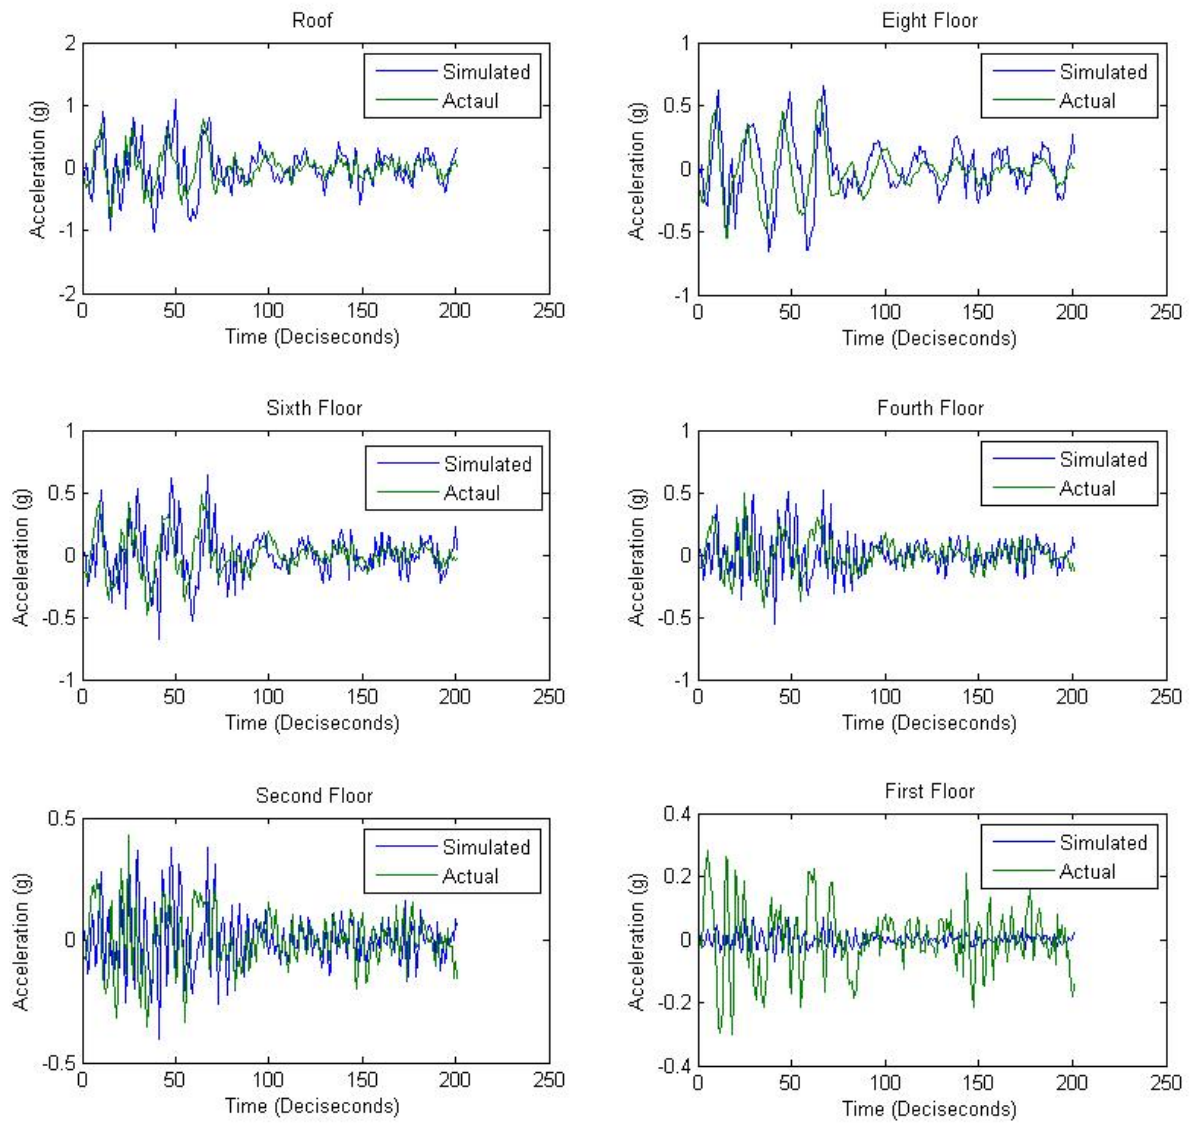 Roof
2
1
0
-1
-2
Acceleration (g)
Simulated
Actaul
0 50 100 150 200 250
Time (Deciseconds)
Eight Floor
1
0.5
0
-0.5
-1
Acceleration (g)
Simulated
Actual
0 50 100 150 200 250
Time (Deciseconds)
Sixth Floor
1
0.5
0
-0.5
-1
Acceleration (g)
Simulated
Actaul
0 50 100 150 200 250
Time (Deciseconds)
Fourth Floor
1
0.5
0
-0.5
-1
Acceleration (g)
Simulated
Actual
0 50 100 150 200 250
Time (Deciseconds)
Second Floor
0.5
0
-0.5
Acceleration (g)
Simulated
Actual
0 50 100 150 200 250
Time (Deciseconds)
First Floor
0.4
0.2
0
-0.2
-0.4
Acceleration (g)
Simulated
Actual
0 50 100 150 200 250
Time (Deciseconds)